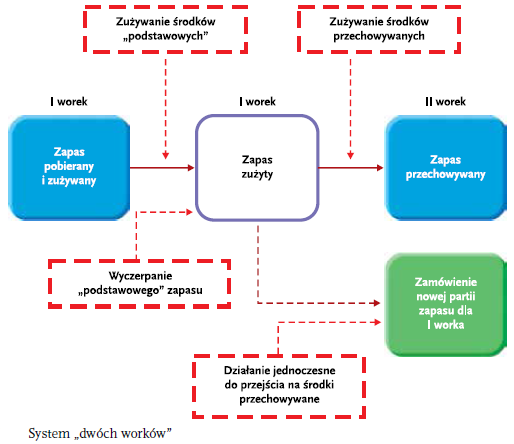 Zużywanie środków
„podstawowych”
Zużywanie środków
przechowywanych
I worek
I worek
II worek
Zapas
pobierany
i zużywany
Zapas
zużyty
Zapas
przechowywany
Wyczerpanie
„podstawowego” zapasu
Zamówienie
nowej partii
zapasu dla
I worka
Działanie jednoczesne
do przejścia na środki
przechowywane
System „dwóch worków”